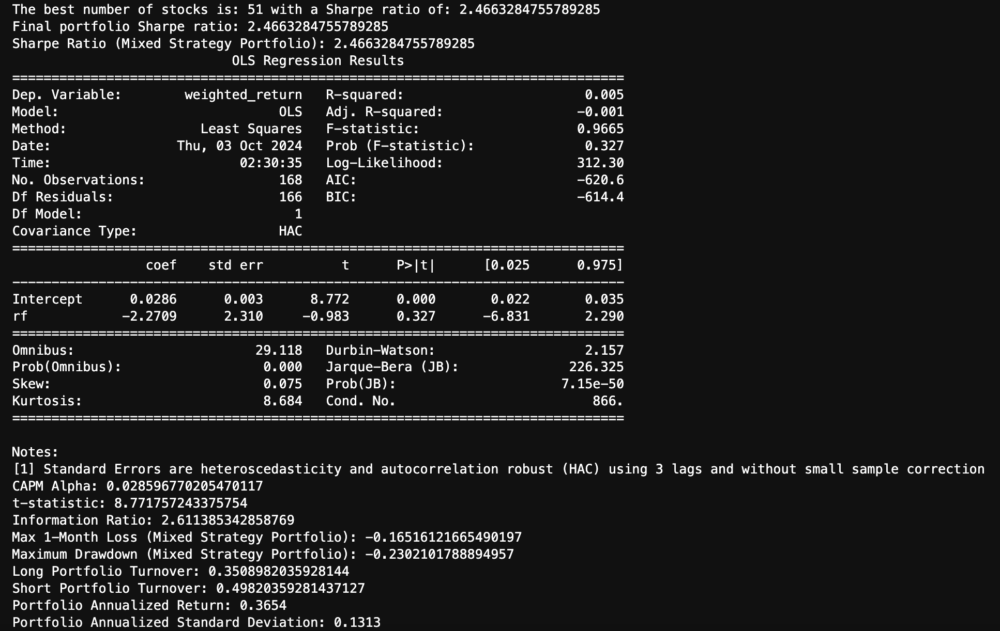 The best number of stocks is: 51 with a Sharpe ratio of: 2.4663284755789285
Final portfolio Sharpe ratio: 2.4663284755789285
Sharpe Ratio (Mixed Strategy Portfolio): 2.4663284755789285
                            OLS Regression Results
==============================================================================
Dep. Variable:        weighted_return   R-squared:                       0.005
Model:                            OLS   Adj. R-squared:                 -0.001
Method:                 Least Squares   F-statistic:                    0.9665
Date:                Thu, 03 Oct 2024   Prob (F-statistic):              0.327
Time:                        02:30:35   Log-Likelihood:                 312.30
No. Observations:                 168   AIC:                            -620.6
Df Residuals:                     166   BIC:                            -614.4
Df Model:                           1
Covariance Type:                  HAC
==============================================================================
                 coef    std err          t      P>|t|      [0.025      0.975]
------------------------------------------------------------------------------
Intercept      0.0286      0.003      8.772      0.000       0.022       0.035
rf            -2.2709      2.310     -0.983      0.327      -6.831       2.290
==============================================================================
Omnibus:                       29.118   Durbin-Watson:                   2.157
Prob(Omnibus):                  0.000   Jarque-Bera (JB):              226.325
Skew:                           0.075   Prob(JB):                     7.15e-50
Kurtosis:                       8.684   Cond. No.                         866.
==============================================================================
Notes:
[1] Standard Errors are heteroscedasticity and autocorrelation robust (HAC) using 3 lags and without small sample correction
CAPM Alpha: 0.028596770205470117
t-statistic: 8.771757243375754
Information Ratio: 2.611385342858769
Max 1-Month Loss (Mixed Strategy Portfolio): -0.16516121665490197
Maximum Drawdown (Mixed Strategy Portfolio): -0.2302101788894957
Long Portfolio Turnover: 0.3508982035928144
Short Portfolio Turnover: 0.49820359281437127
Portfolio Annualized Return: 0.3654
Portfolio Annualized Standard Deviation: 0.1313